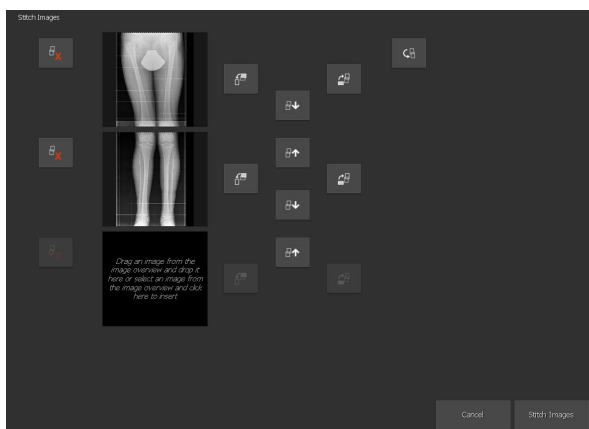 Stitch Images
Drag an image from the
image overview and drop it
here or select an image from
the image overview and click
here to insert
Cancel
Stitch Images